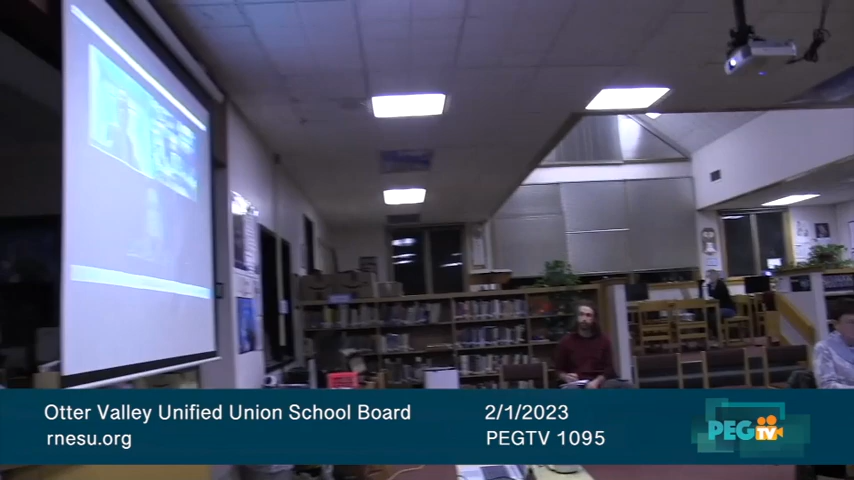 Otter Valley Unified Union School Board
2/1/2023
rnesu.org
PEGTV 1095
PEG
TV